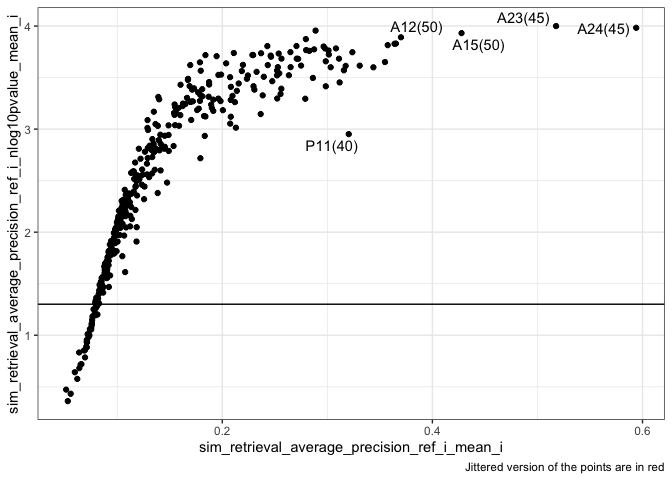 sim_retrieval_average_precision_ref_i_nlog10pvalue_mean_i
4
3
2
1
A12(50)
A15(50)
A23(45)
A24(45)
P11(40)
0.2
0.4
0.6
sim_retrieval_average_precision_ref_i_mean_i
Jittered version of the points are in red